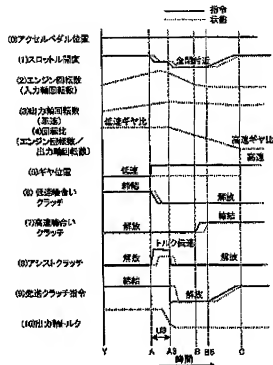 指令
状態
(0)アクセルペダル位置
(1)スロットル開度
全閉付近
(2)エンジン回転数
(入力軸回転数)
(3)出力軸回転数
(車速)
低速ギヤ比
(4)回転比
(エンジン回転数/
出力軸回転数)
高速ギヤ比
高速
(5)ギヤ位置
低速
(6)低速噛合い
クラッチ
締結
解放
(7)高速噛合い
クラッチ
解放
締結
トルク伝達
(8)アシストクラッチ
解放
解放
(9)発進クラッチ指令
締結
解放
(10)出力軸トルク
Y
A
A3
B
B5
C
U3
時間